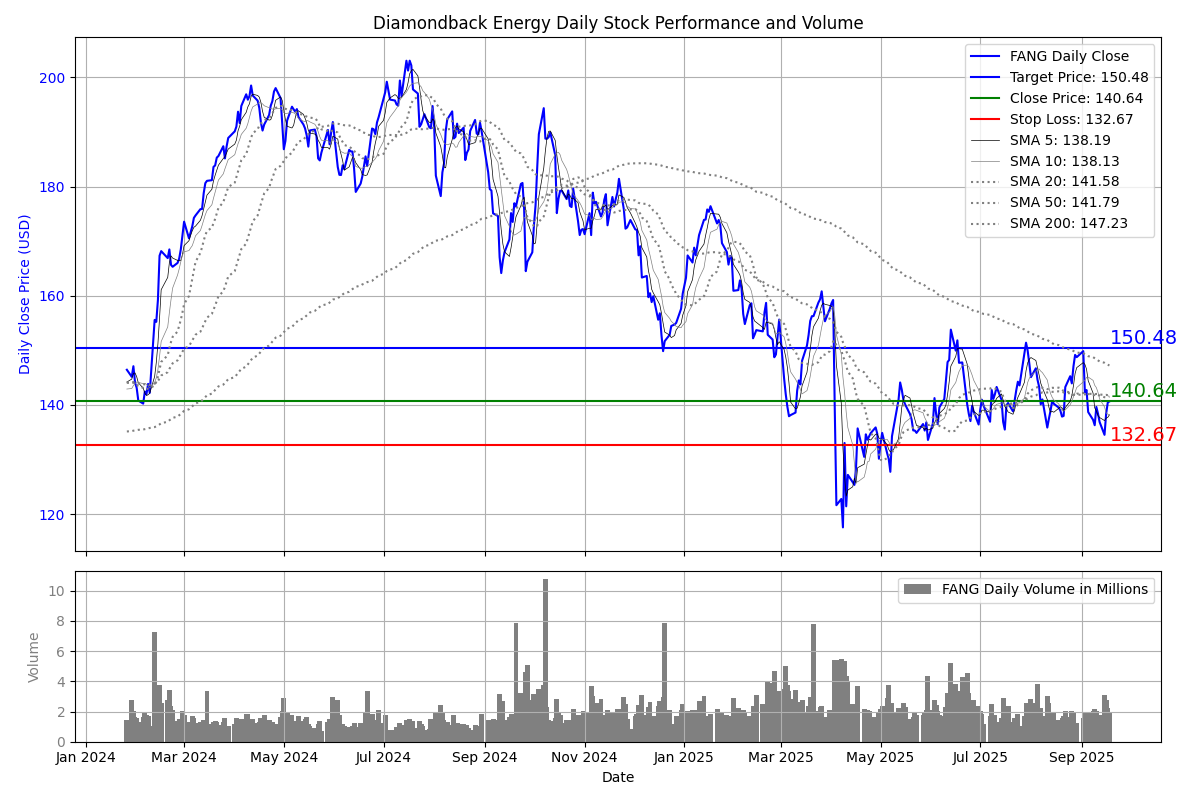 Diamondback Energy Daily Stock Performance and Volume
Daily Close Price (USD)
200
180
160
140
120
FANG Daily Close
Target Price: 150.48
Close Price: 140.64
Stop Loss: 132.67
SMA 5: 138.19
SMA 10: 138.13
SMA 20: 141.58
SMA 50: 141.79
SMA 200: 147.23
150.48
140.64
132.67
Volume
10
8
6
4
2
0
FANG Daily Volume in Millions
Jan 2024 Mar 2024 May 2024 Jul 2024 Sep 2024 Nov 2024 Jan 2025 Mar 2025 May 2025 Jul 2025 Sep 2025
Date